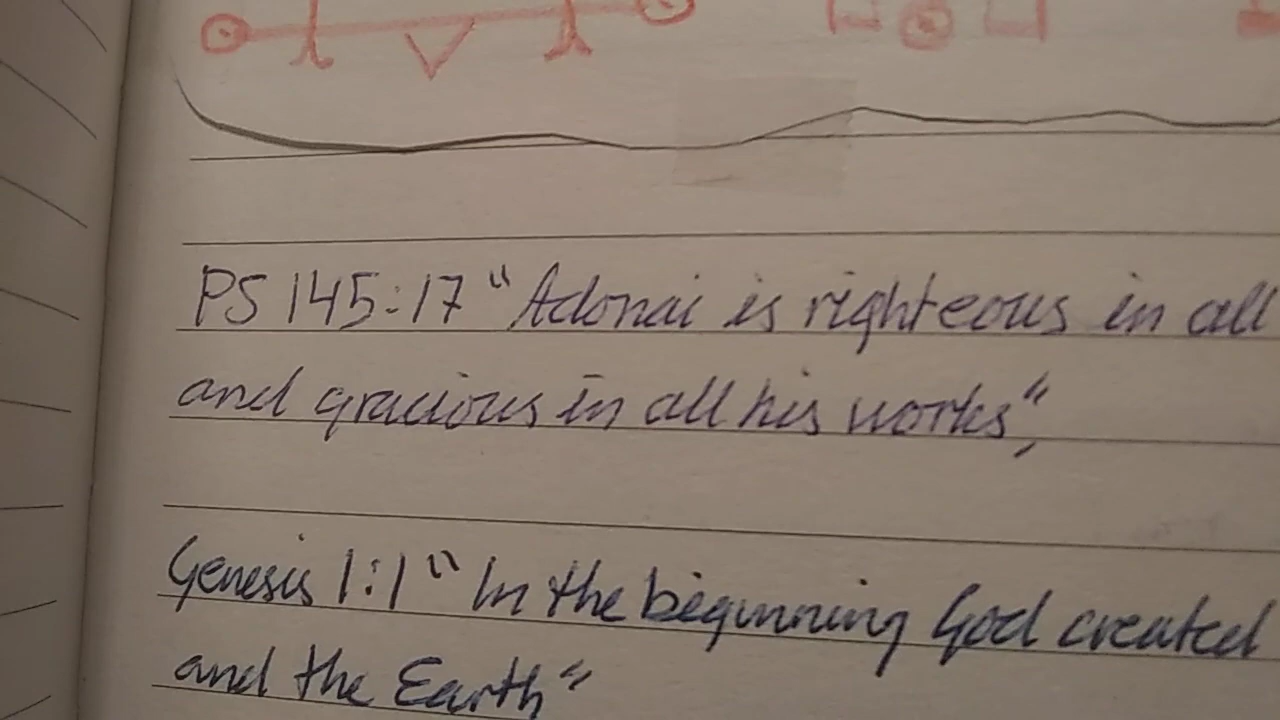 PS 145:17 "Adonai is righteous in all
and gracious in all his works",
Genesis 1:1 "In the beginning God created
and the Earth"